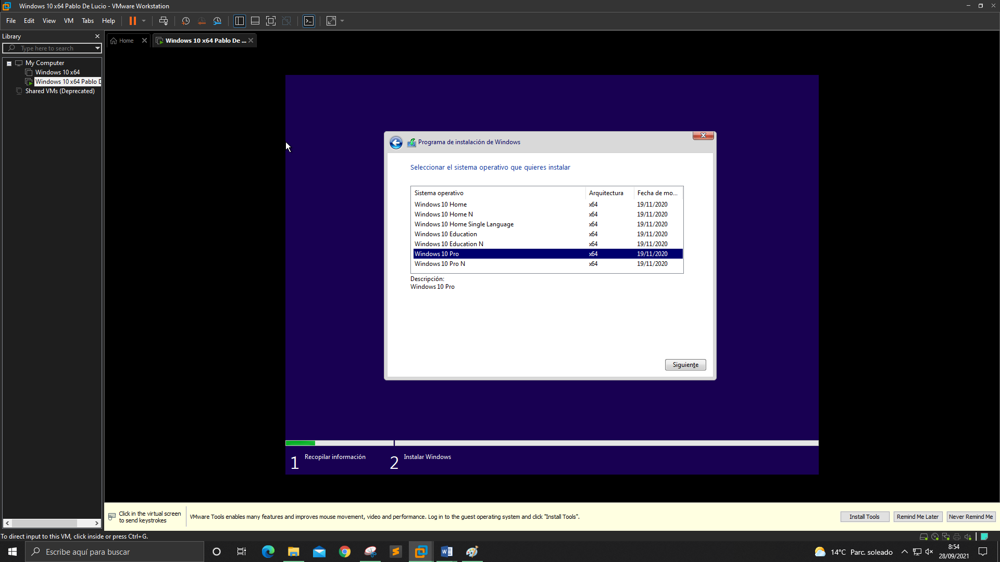 Windows 10 x64 Pablo De Lucio - VMware Workstation
File Edit View VM Tabs Help
Library
Type here to search
My Computer
Windows 10 x64
Windows 10 x64 Pablo D
Shared VMs (Deprecated)
Home
Windows 10 x64 Pablo De ...
Programa de instalación de Windows
Seleccionar el sistema operativo que quieres instalar
Sistema operativo Arquitectura Fecha de mo...
Windows 10 Home x64 19/11/2020
Windows 10 Home N x64 19/11/2020
Windows 10 Home Single Language x64 19/11/2020
Windows 10 Education x64 19/11/2020
Windows 10 Education N x64 19/11/2020
Windows 10 Pro x64 19/11/2020
Windows 10 Pro N x64 19/11/2020
Descripción:
Windows 10 Pro
Siguiente
1 Recopilar información 2 Instalar Windows
Click in the virtual screen
to send keystrokes
VMware Tools enables many features and improves mouse movement, video and performance. Log in to the guest operating system and click "Install Tools".
Install Tools Remind Me Later Never Remind Me
To direct input to this VM, click inside or press Ctrl+G.
Escribe aquí para buscar
14°C Parc. soleado
8:54
28/09/2021